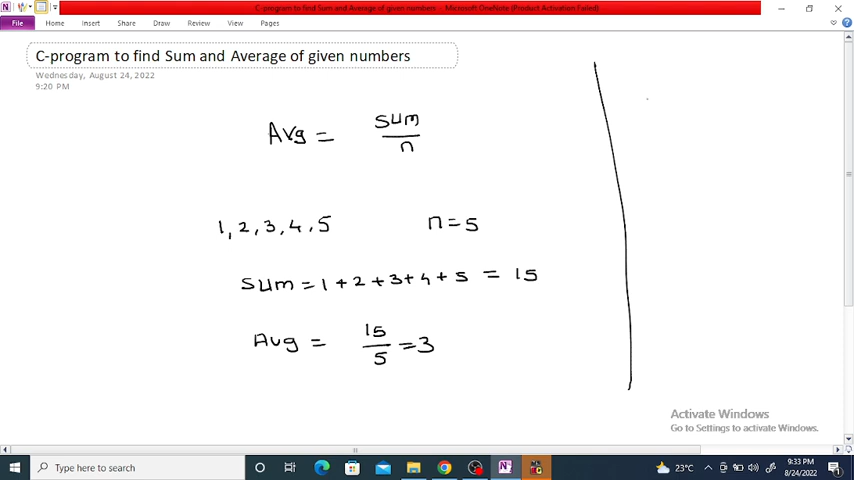 C-program to find Sum and Average of given numbers - Microsoft OneNote (Product Activation Failed)
File Home Insert Share Draw Review View Pages
C-program to find Sum and Average of given numbers
Wednesday, August 24, 2022
9:20 PM
Avg = sum/n
1, 2, 3, 4, 5 n = 5
sum = 1 + 2 + 3 + 4 + 5 = 15
Avg = 15/5 = 3
Activate Windows
Go to Settings to activate Windows.
Type here to search
23°C
9:33 PM
8/24/2022